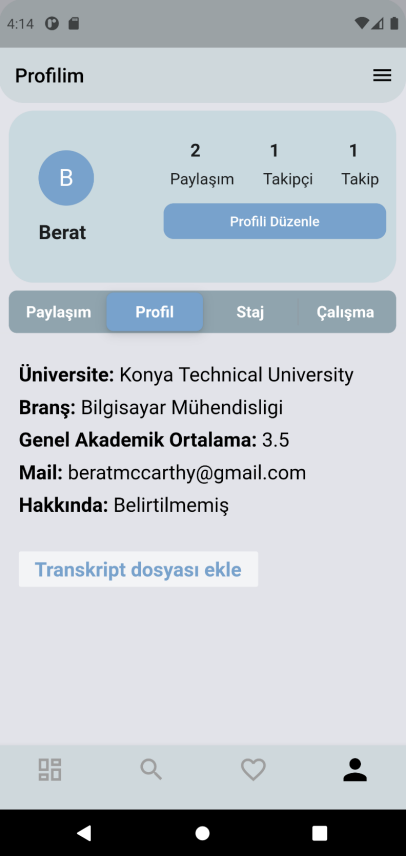 4:14
Profilim
B
2 1 1
Paylaşım Takipçi Takip
Berat
Profili Düzenle
Paylaşım Profil Staj Çalışma
Üniversite: Konya Technical University
Branş: Bilgisayar Mühendisligi
Genel Akademik Ortalama: 3.5
Mail: beratmccarthy@gmail.com
Hakkında: Belirtilmemiş
Transkript dosyası ekle